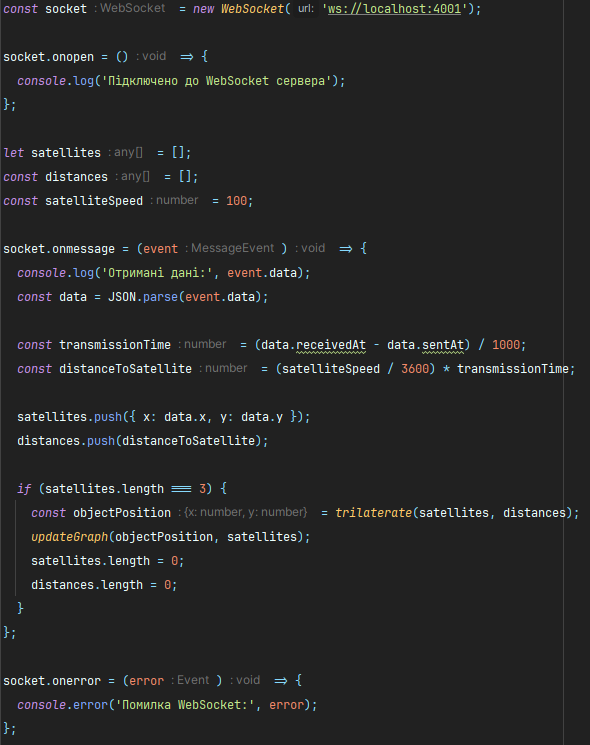 const socket : WebSocket = new WebSocket( url: 'ws://localhost:4001');
socket.onopen = () : void => {
console.log('Підключено до WebSocket сервера');
};
let satellites : any[] = [];
const distances : any[] = [];
const satelliteSpeed : number = 100;
socket.onmessage = (event : MessageEvent ) : void => {
console.log('Отримані дані:', event.data);
const data = JSON.parse(event.data);
const transmissionTime : number = (data.receivedAt - data.sentAt) / 1000;
const distanceToSatellite : number = (satelliteSpeed / 3600) * transmissionTime;
satellites.push({ x: data.x, y: data.y });
distances.push(distanceToSatellite);
if (satellites.length === 3) {
const objectPosition : {x: number, y: number} = trilaterate(satellites, distances);
updateGraph(objectPosition, satellites);
satellites.length = 0;
distances.length = 0;
}
};
socket.onerror = (error : Event ) : void => {
console.error('Помилка WebSocket:', error);
};